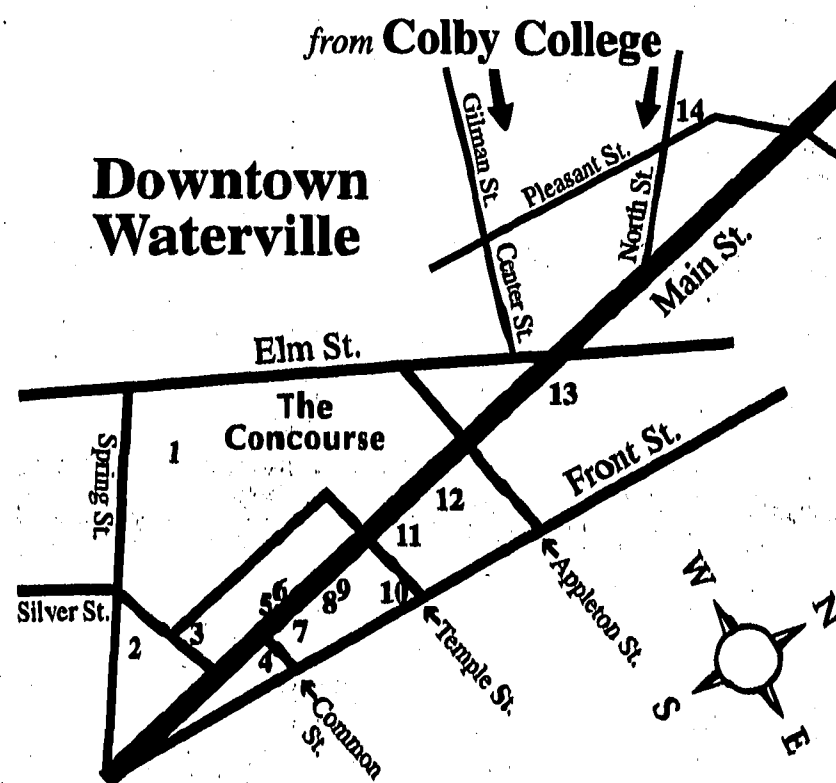 from Colby College
Downtown
Waterville
Gilman St.
14
Pleasant St.
North St.
Center St.
Main St.
Elm St.
The
Concourse
13
Spring St.
1
Front St.
12
11
←Appleton St.
Silver St.
5
6
8
9
10
←Temple St.
2
3
7
4
←Common
St.
W
N
S
E